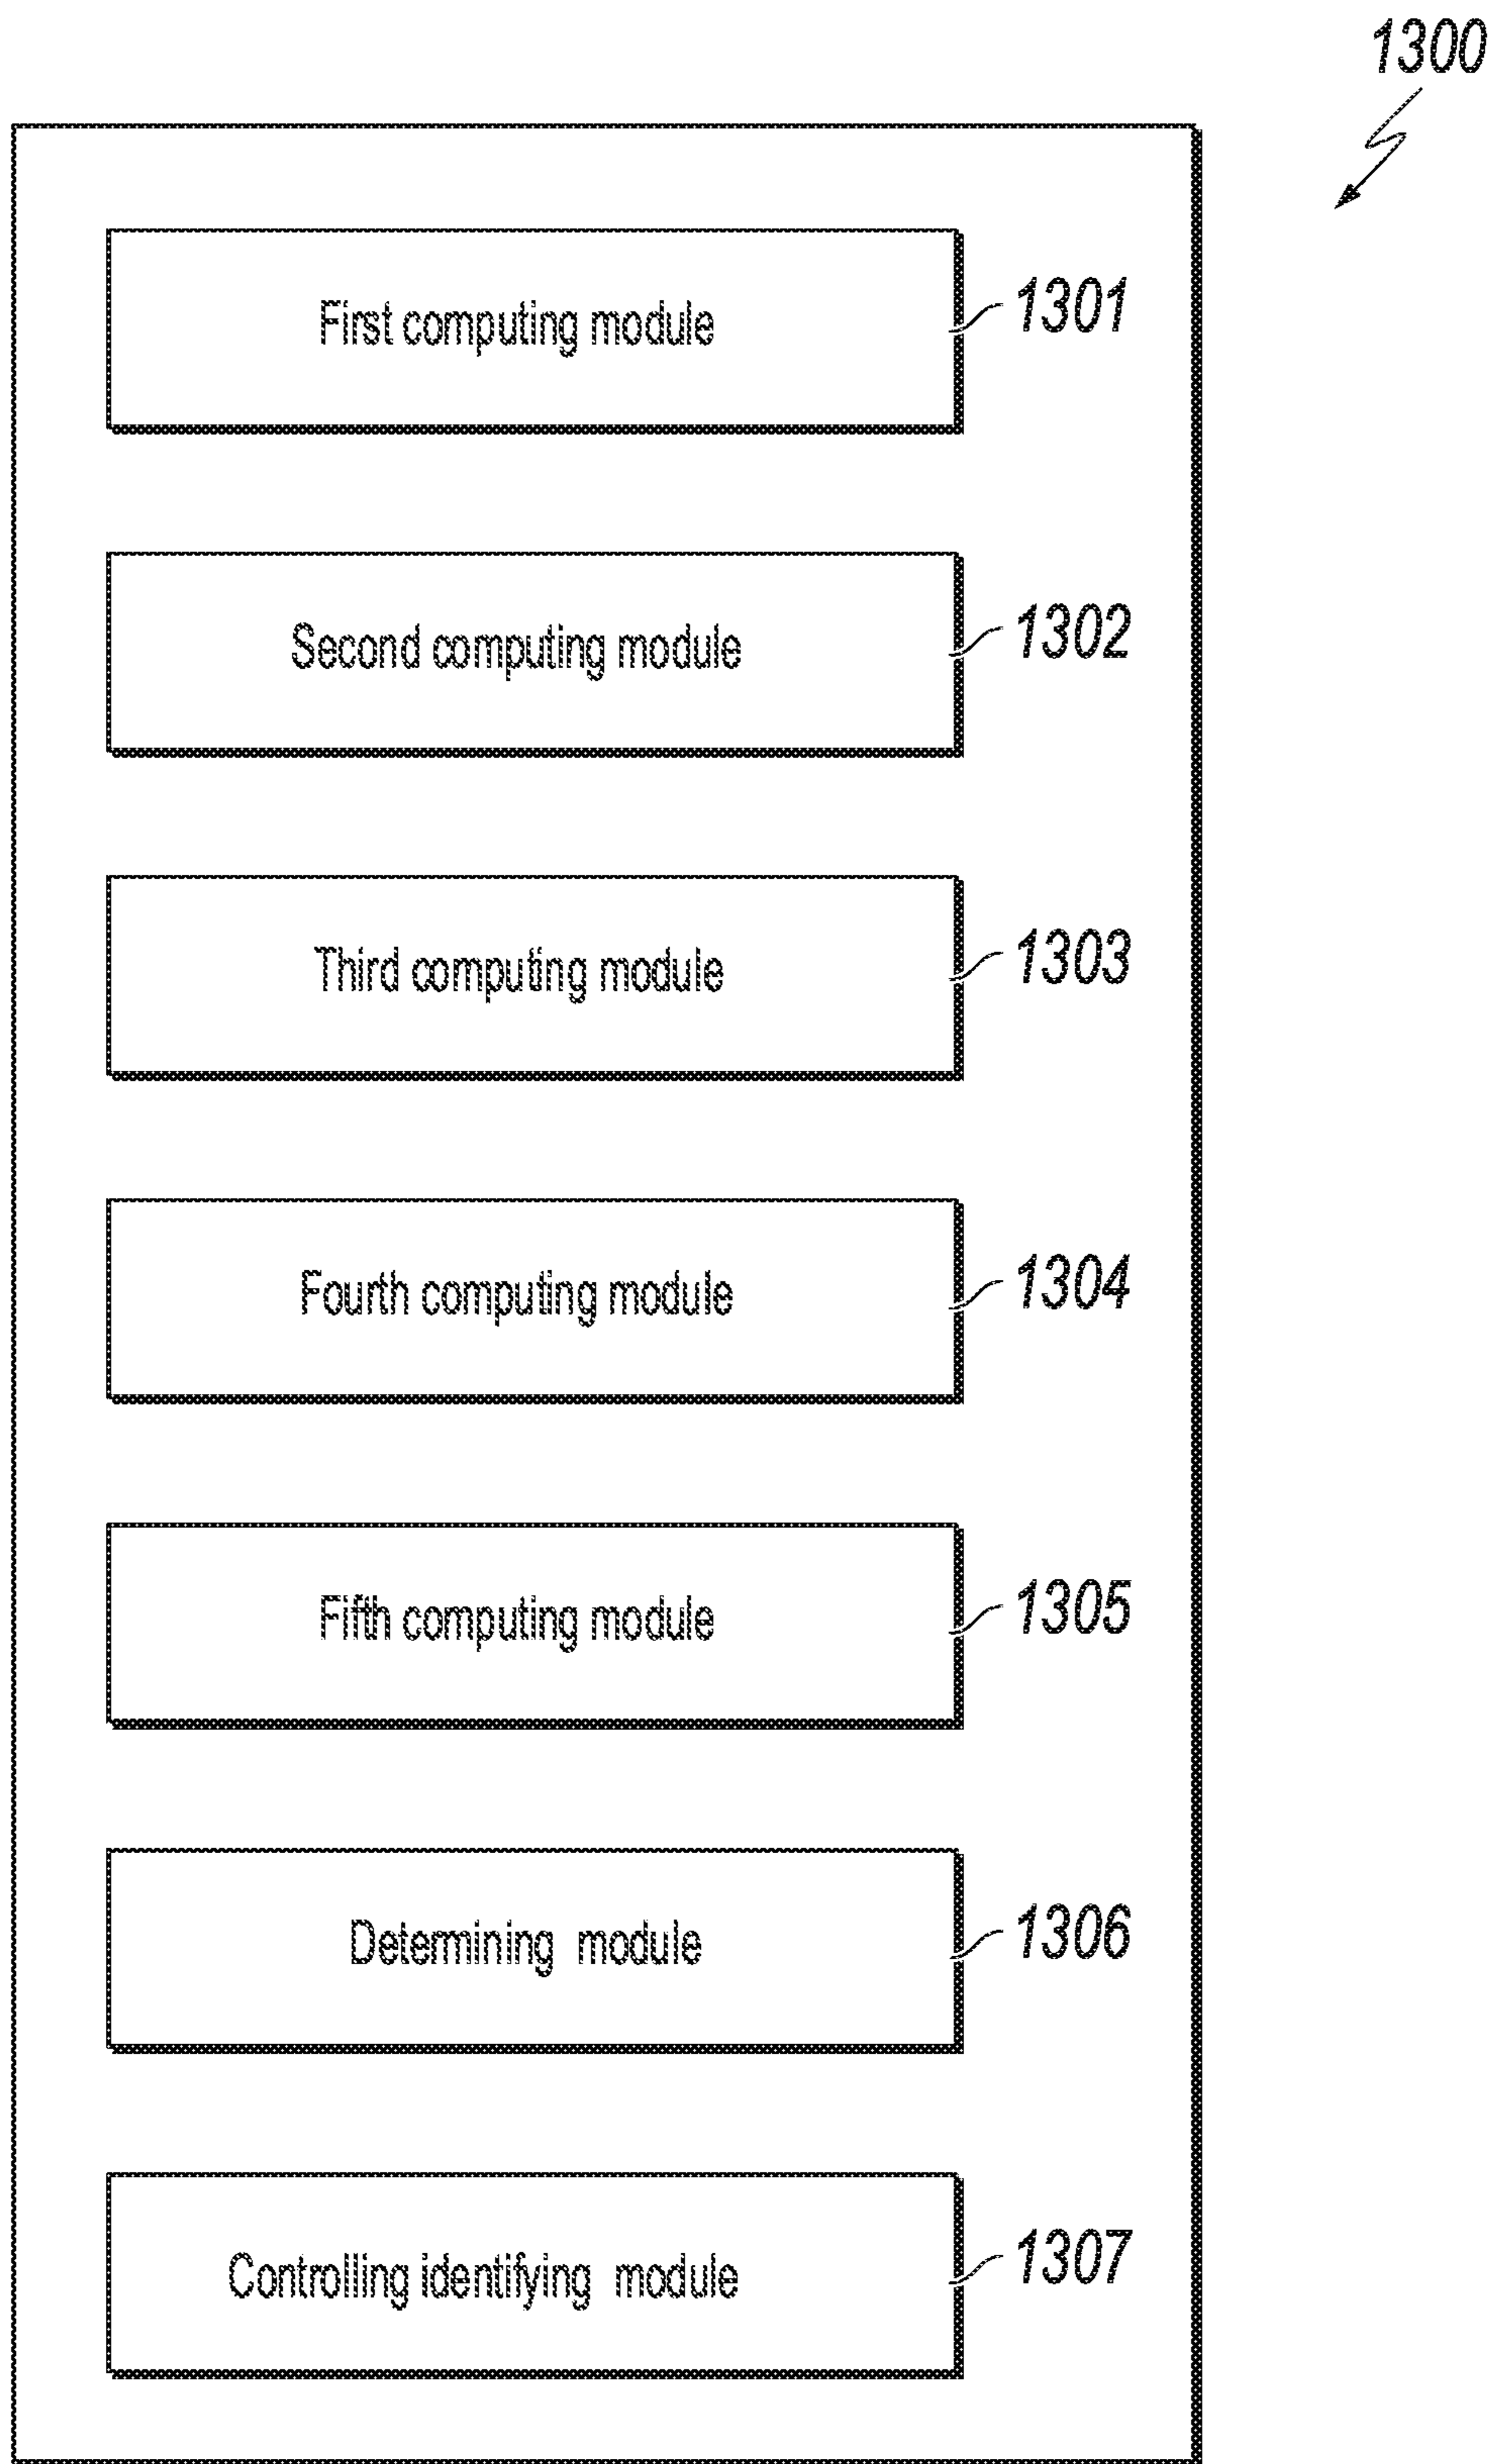 1300
First computing module
1301
Second computing module
1302
Third computing module
1303
Fourth computing module
1304
Fifth computing module
1305
Determining module
1306
Controlling identifying module
1307